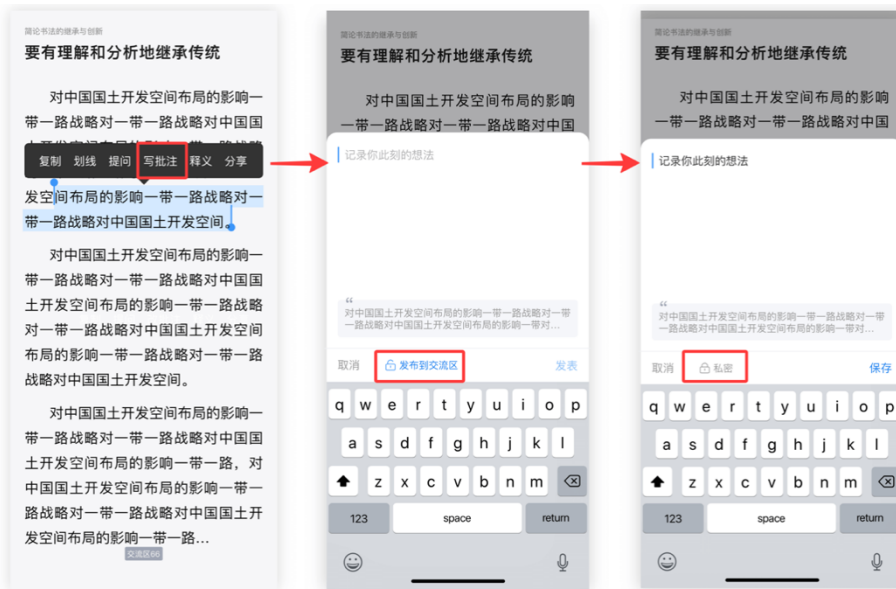 简论书法的继承与创新
要有理解和分析地继承传统
对中国国土开发空间布局的影响一
带一路战略对一带一路战略对中国国
复制 划线 提问 写批注 释义 分享
发空间布局的影响一带一路战略对一
带一路战略对中国国土开发空间。
对中国国土开发空间布局的影响一
带一路战略对一带一路战略对中国国
土开发空间布局的影响一带一路战略
对一带一路战略对中国国土开发空间
布局的影响一带一路战略对一带一路
战略对中国国土开发空间。
对中国国土开发空间布局的影响一
带一路战略对一带一路战略对中国国
土开发空间布局的影响一带一路，对
中国国土开发空间布局的影响一带一
路战略对一带一路战略对中国国土开
发空间布局的影响一带一路...
交流区66
简论书法的继承与创新
要有理解和分析地继承传统
对中国国土开发空间布局的影响
一带一路战略对一带一路战略对中国
记录你此刻的想法
“
对中国国土开发空间布局的影响一带一路战略对一带
一路战略对中国国土开发空间布局的影响一带对...
取消 发布到交流区 发表
q w e r t y u i o p
a s d f g h j k l
z x c v b n m
123 space return
简论书法的继承与创新
要有理解和分析地继承传统
对中国国土开发空间布局的影响
一带一路战略对一带一路战略对中国
记录你此刻的想法
“
对中国国土开发空间布局的影响一带一路战略对一带
一路战略对中国国土开发空间布局的影响一带对...
取消 私密 保存
q w e r t y u i o p
a s d f g h j k l
z x c v b n m
123 space return